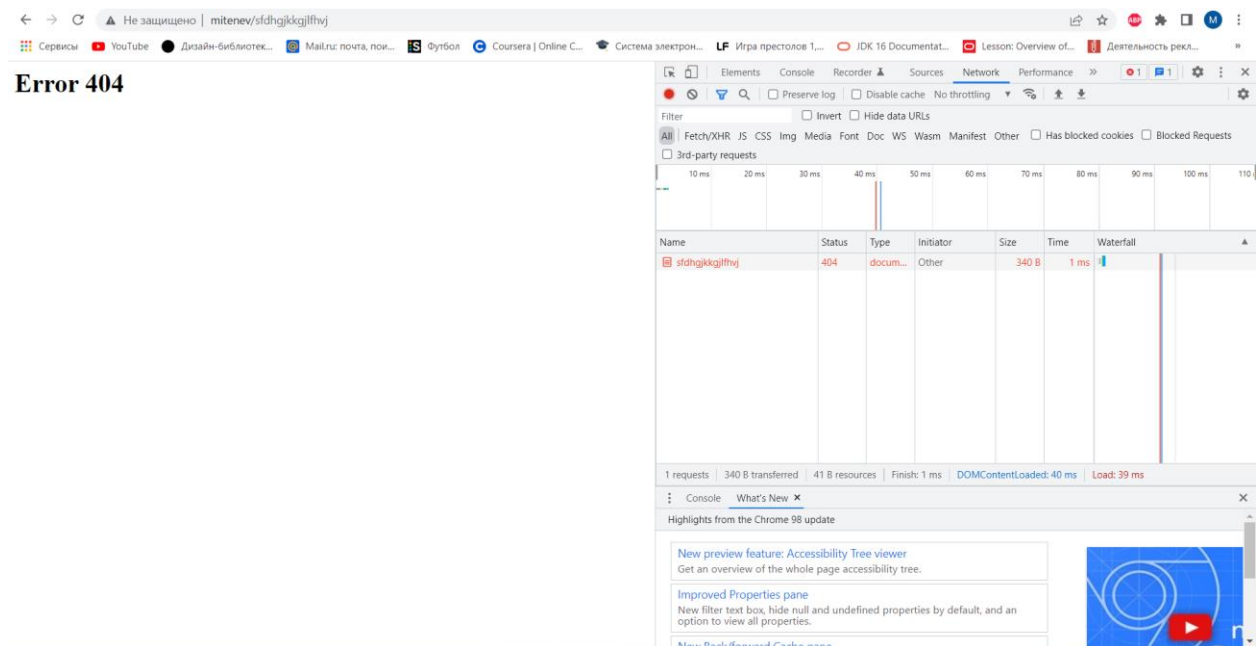 Не защищено | mitenev/sfdhgjkkgjlfhvj
ABP M
Сервисы YouTube Дизайн-библиотек... Mail.ru: почта, пои... Футбол Coursera | Online C... Система электрон... LF Игра престолов 1,... JDK 16 Documentat... Lesson: Overview of... Деятельность рекл... »
Error 404
Elements Console Recorder Sources Network Performance » 1 1
Preserve log Disable cache No throttling
Filter Invert Hide data URLs
All Fetch/XHR JS CSS Img Media Font Doc WS Wasm Manifest Other Has blocked cookies Blocked Requests
3rd-party requests
10 ms 20 ms 30 ms 40 ms 50 ms 60 ms 70 ms 80 ms 90 ms 100 ms 110
Name Status Type Initiator Size Time Waterfall
sfdhgjkkgjlfhvj 404 docum... Other 340 B 1 ms
1 requests 340 B transferred 41 B resources Finish: 1 ms DOMContentLoaded: 40 ms Load: 39 ms
Console What's New
Highlights from the Chrome 98 update
New preview feature: Accessibility Tree viewer
Get an overview of the whole page accessibility tree.
Improved Properties pane
New filter text box, hide null and undefined properties by default, and an
option to view all properties.